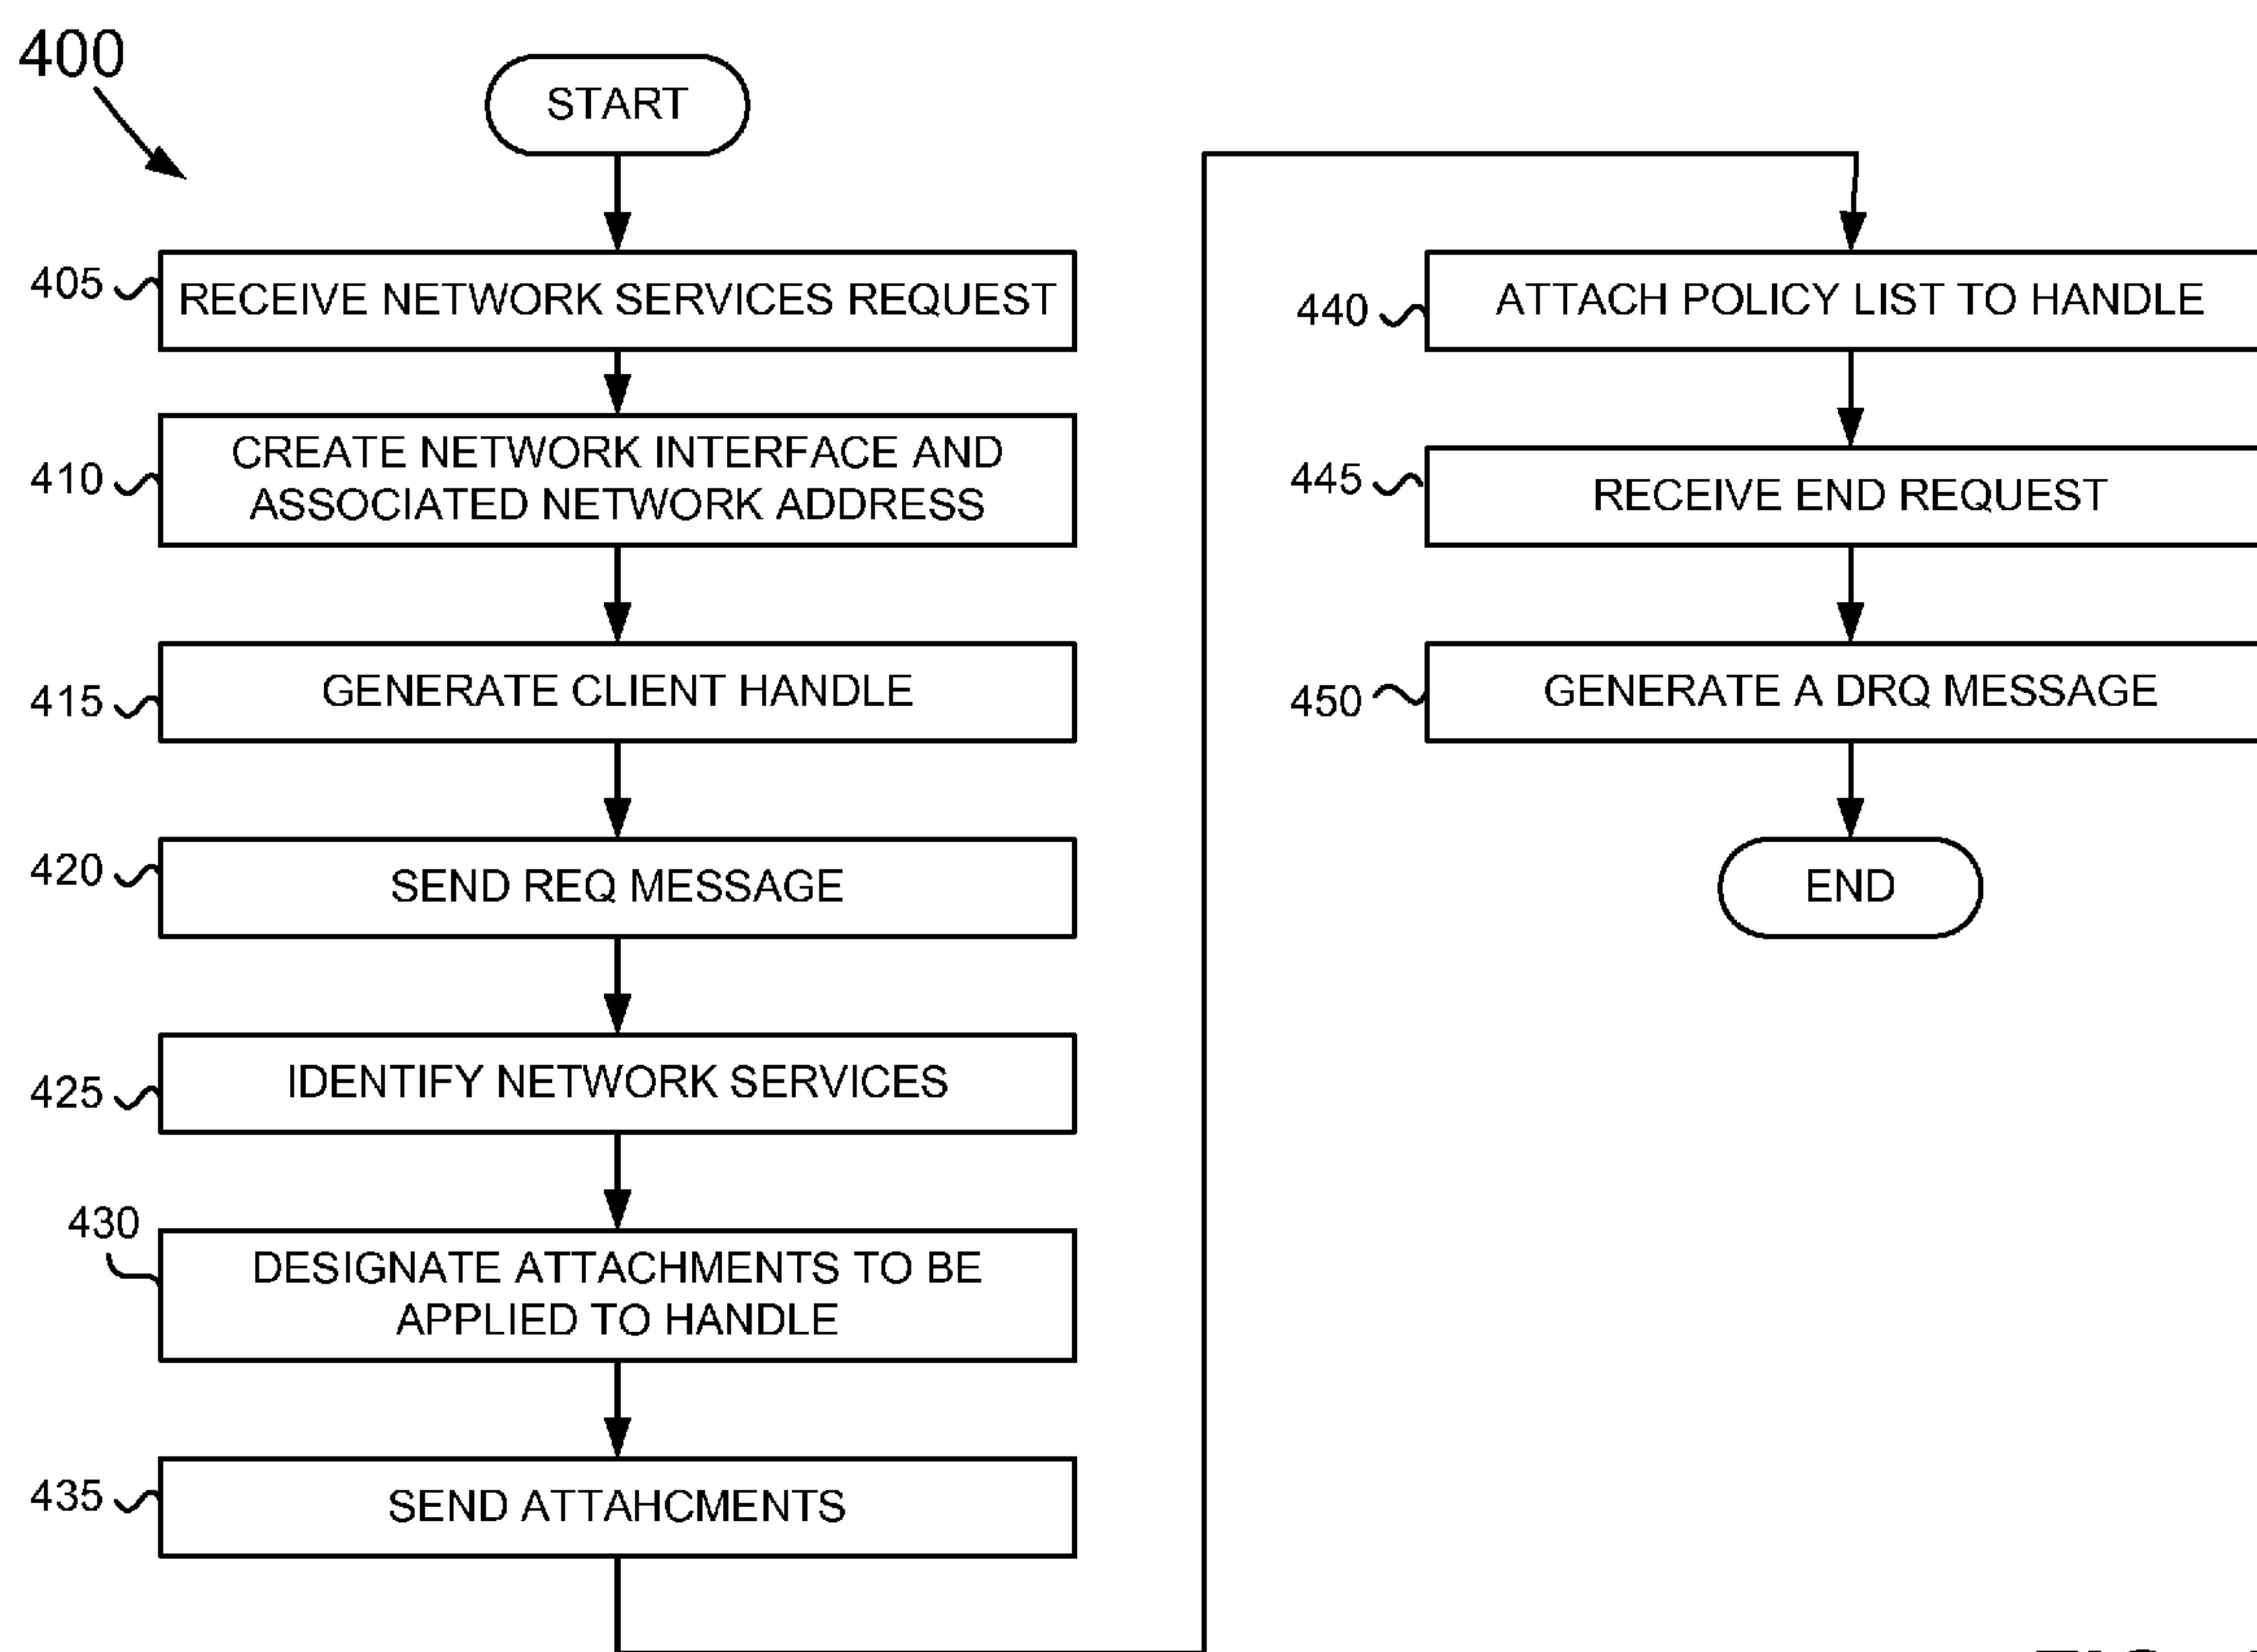 400
START
405
RECEIVE NETWORK SERVICES REQUEST
410
CREATE NETWORK INTERFACE AND
ASSOCIATED NETWORK ADDRESS
415
GENERATE CLIENT HANDLE
420
SEND REQ MESSAGE
425
IDENTIFY NETWORK SERVICES
430
DESIGNATE ATTACHMENTS TO BE
APPLIED TO HANDLE
435
SEND ATTAHCMENTS
440
ATTACH POLICY LIST TO HANDLE
445
RECEIVE END REQUEST
450
GENERATE A DRQ MESSAGE
END